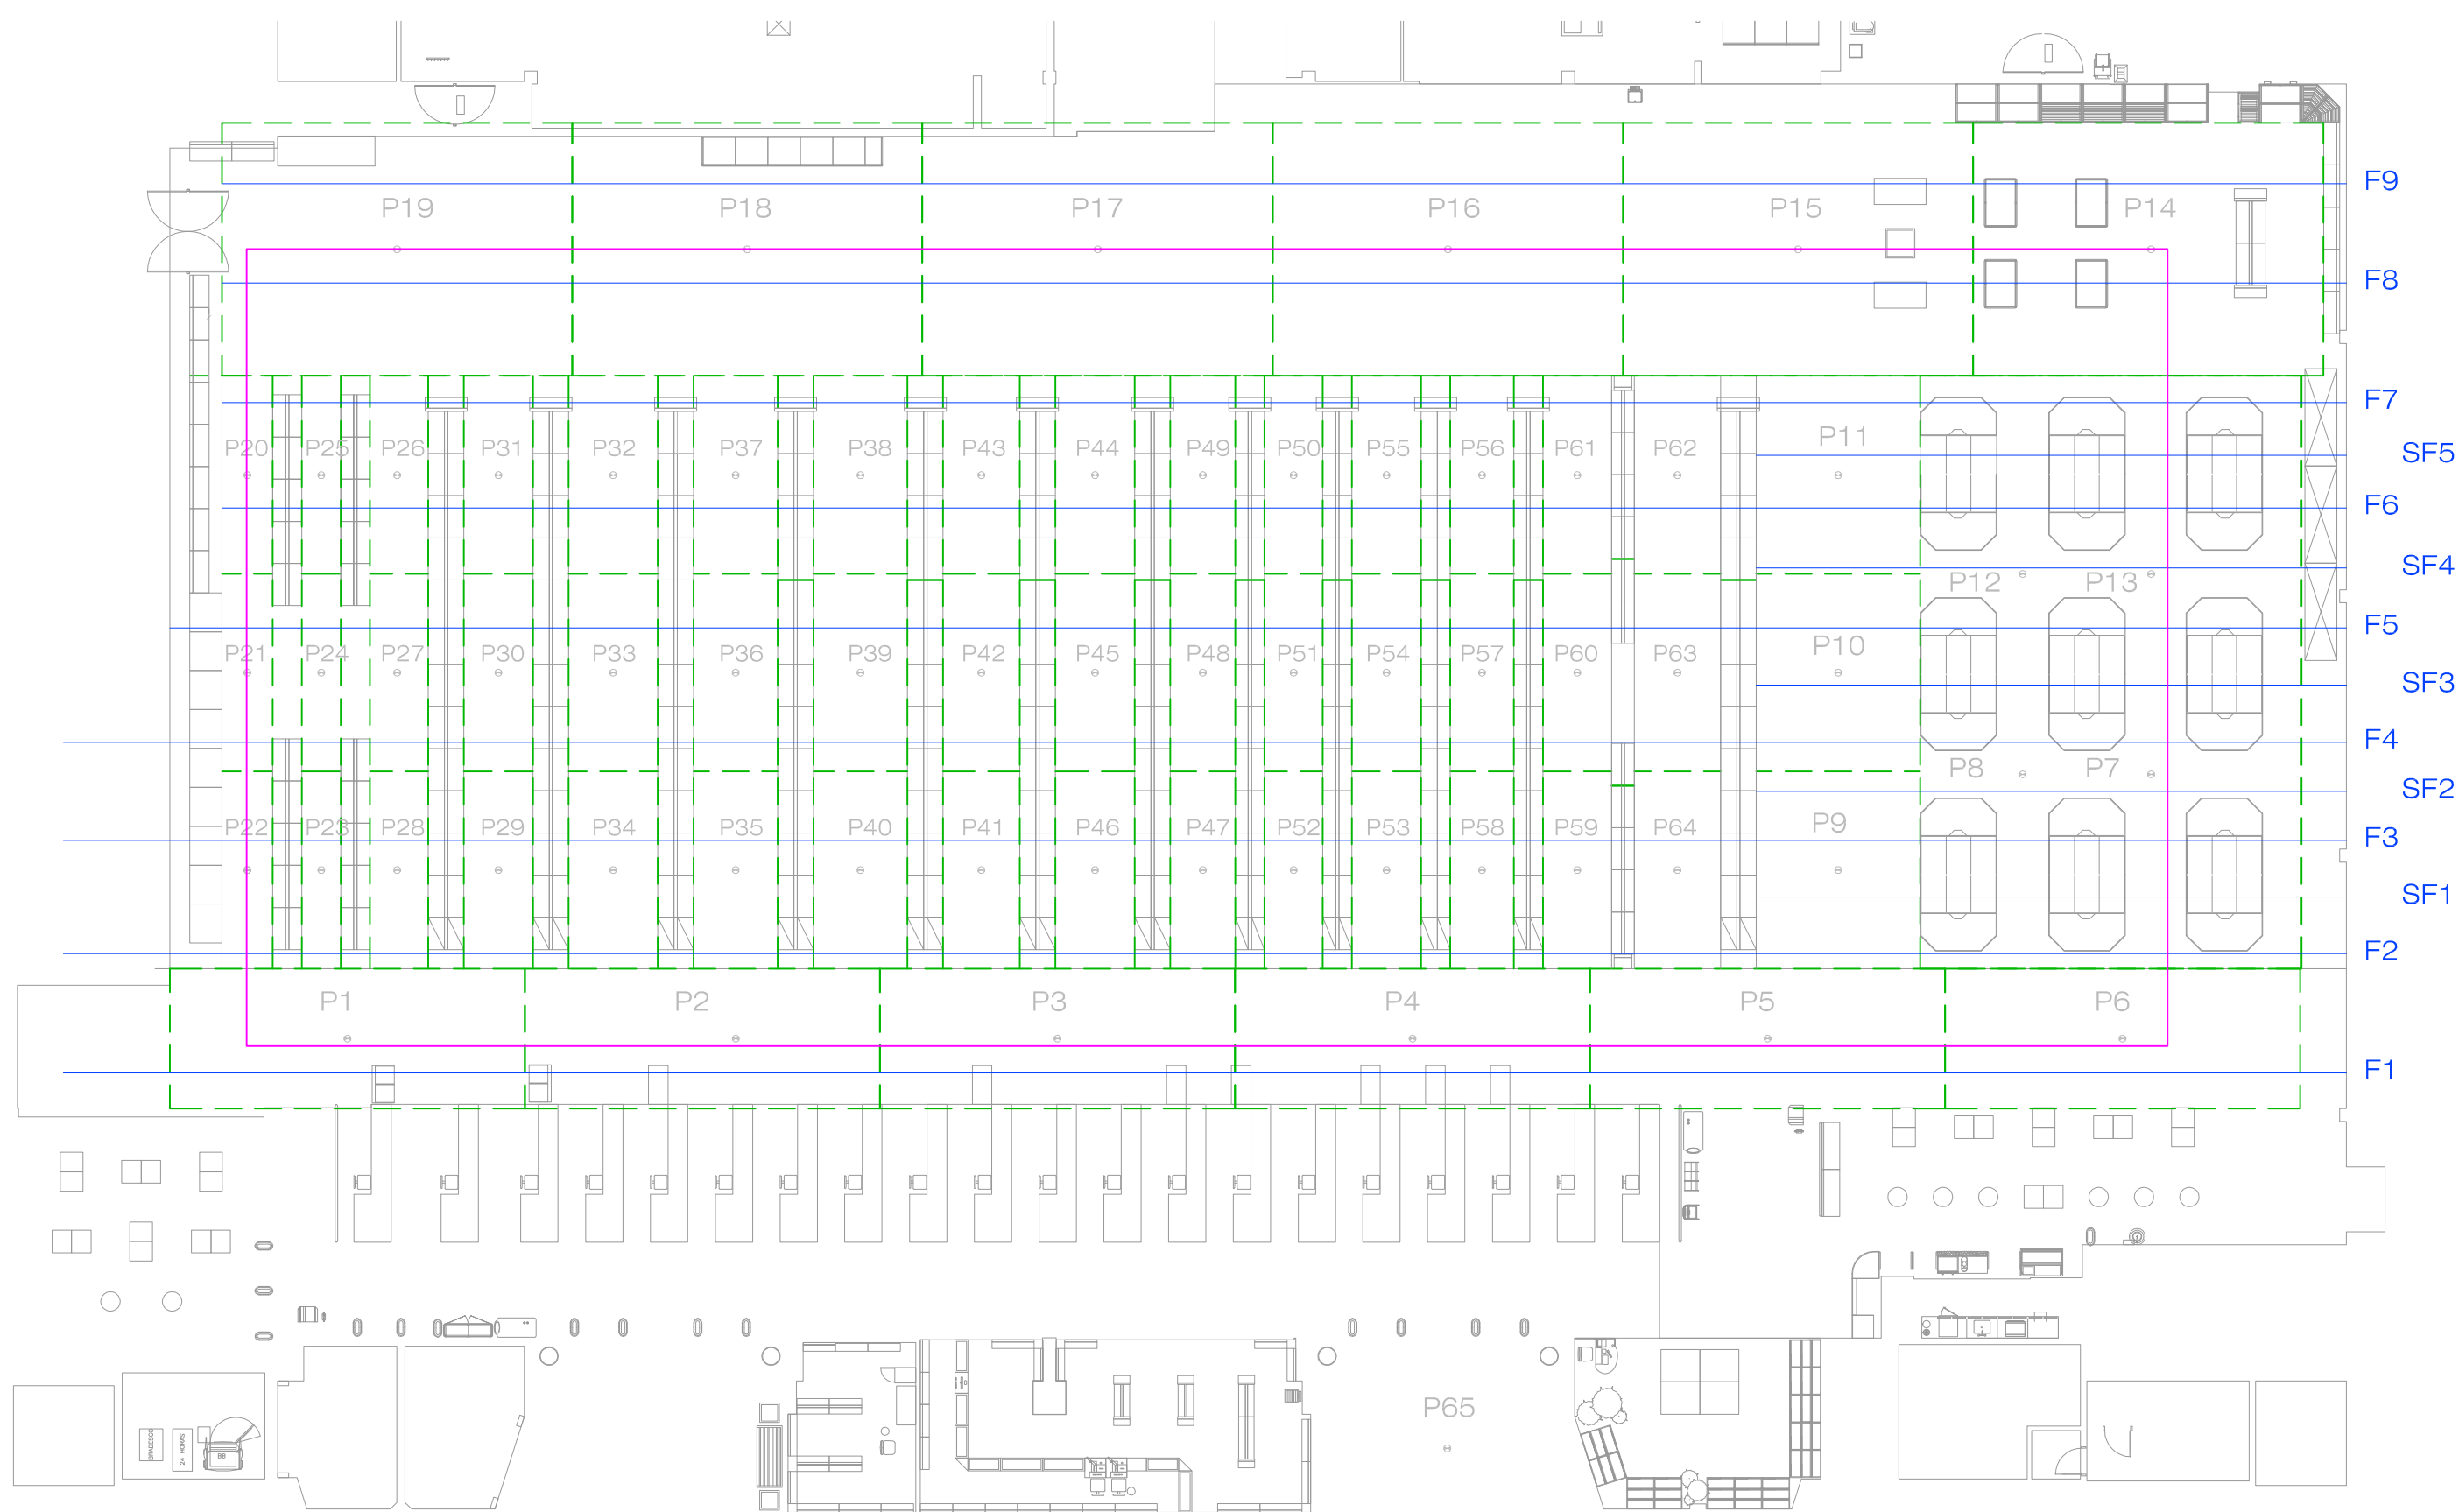 F9
P19 P18 P17 P16 P15 P14
F8
F7
P11
P20 P25 P26 P31 P32 P37 P38 P43 P44 P49 P50 P55 P56 P61 P62
SF5
F6
SF4
P12 P13
F5
P10
P21 P24 P27 P30 P33 P36 P39 P42 P45 P48 P51 P54 P57 P60 P63
SF3
F4
P8 P7
SF2
P22 P23 P28 P29 P34 P35 P40 P41 P46 P47 P52 P53 P58 P59 P64 P9
F3
SF1
F2
P1 P2 P3 P4 P5 P6
F1
P65
BRADESCO
24 HORAS
BB